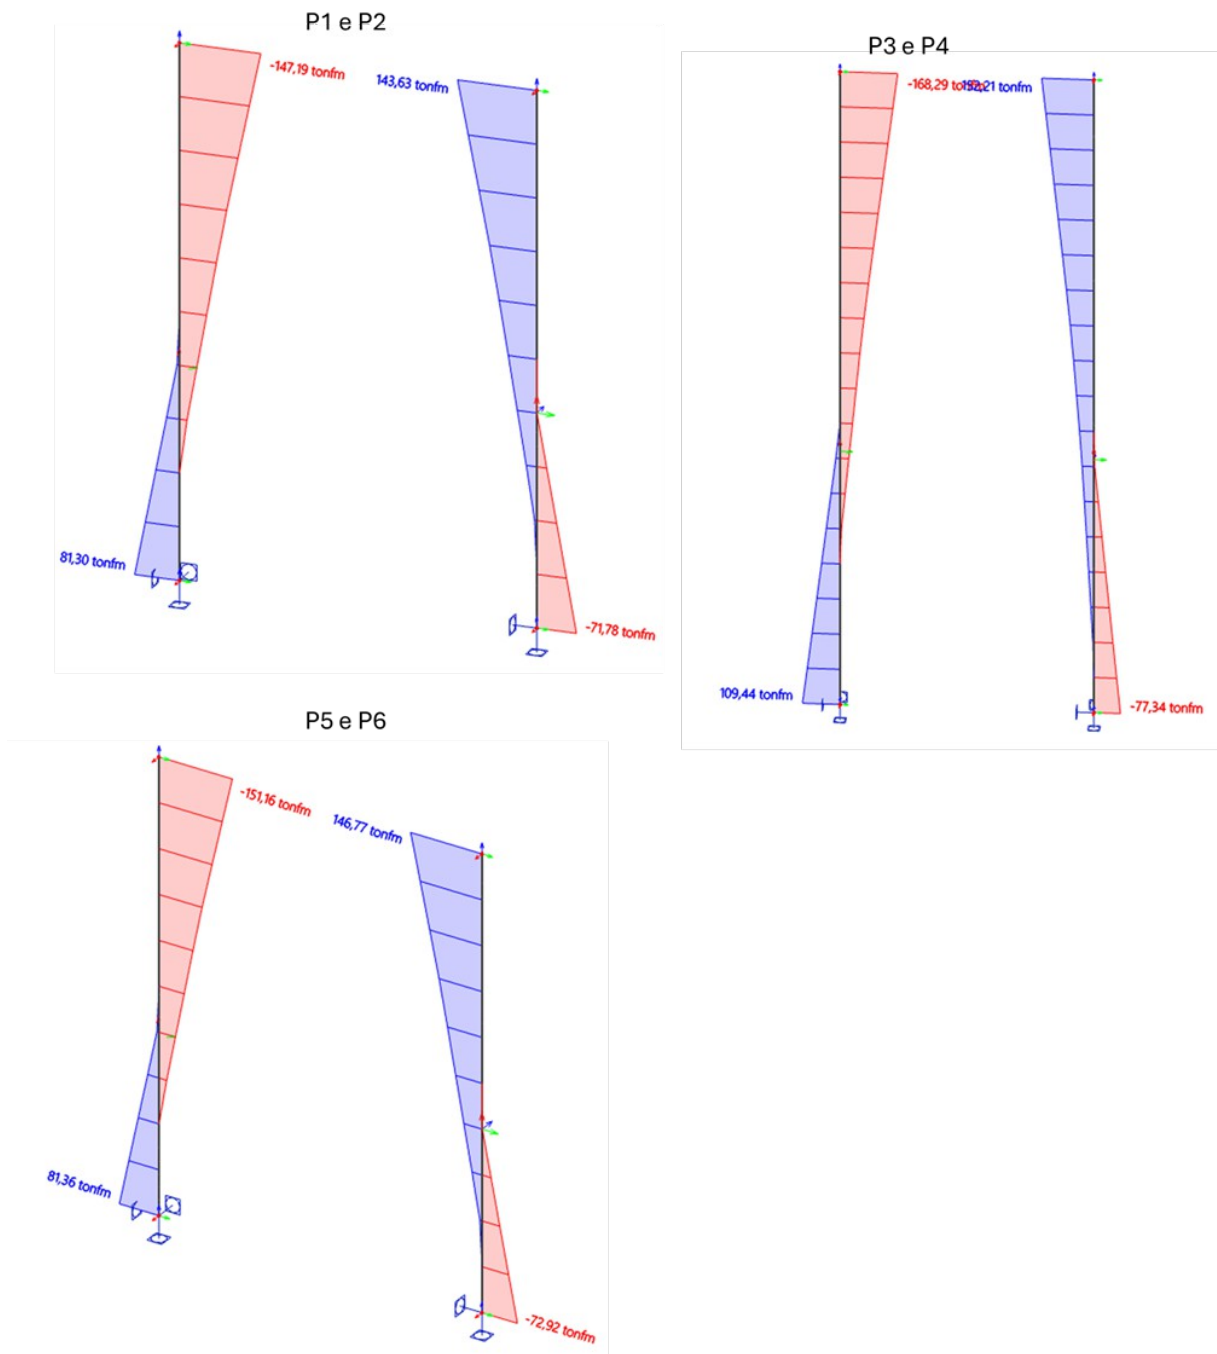 P1 e P2
-147,19 tonfm
143,63 tonfm
81,30 tonfm
-71,78 tonfm
P3 e P4
-168,29 tonfm
tonfm
109,44 tonfm
-77,34 tonfm
P5 e P6
-151,16 tonfm
146,77 tonfm
81,36 tonfm
-72,92 tonfm